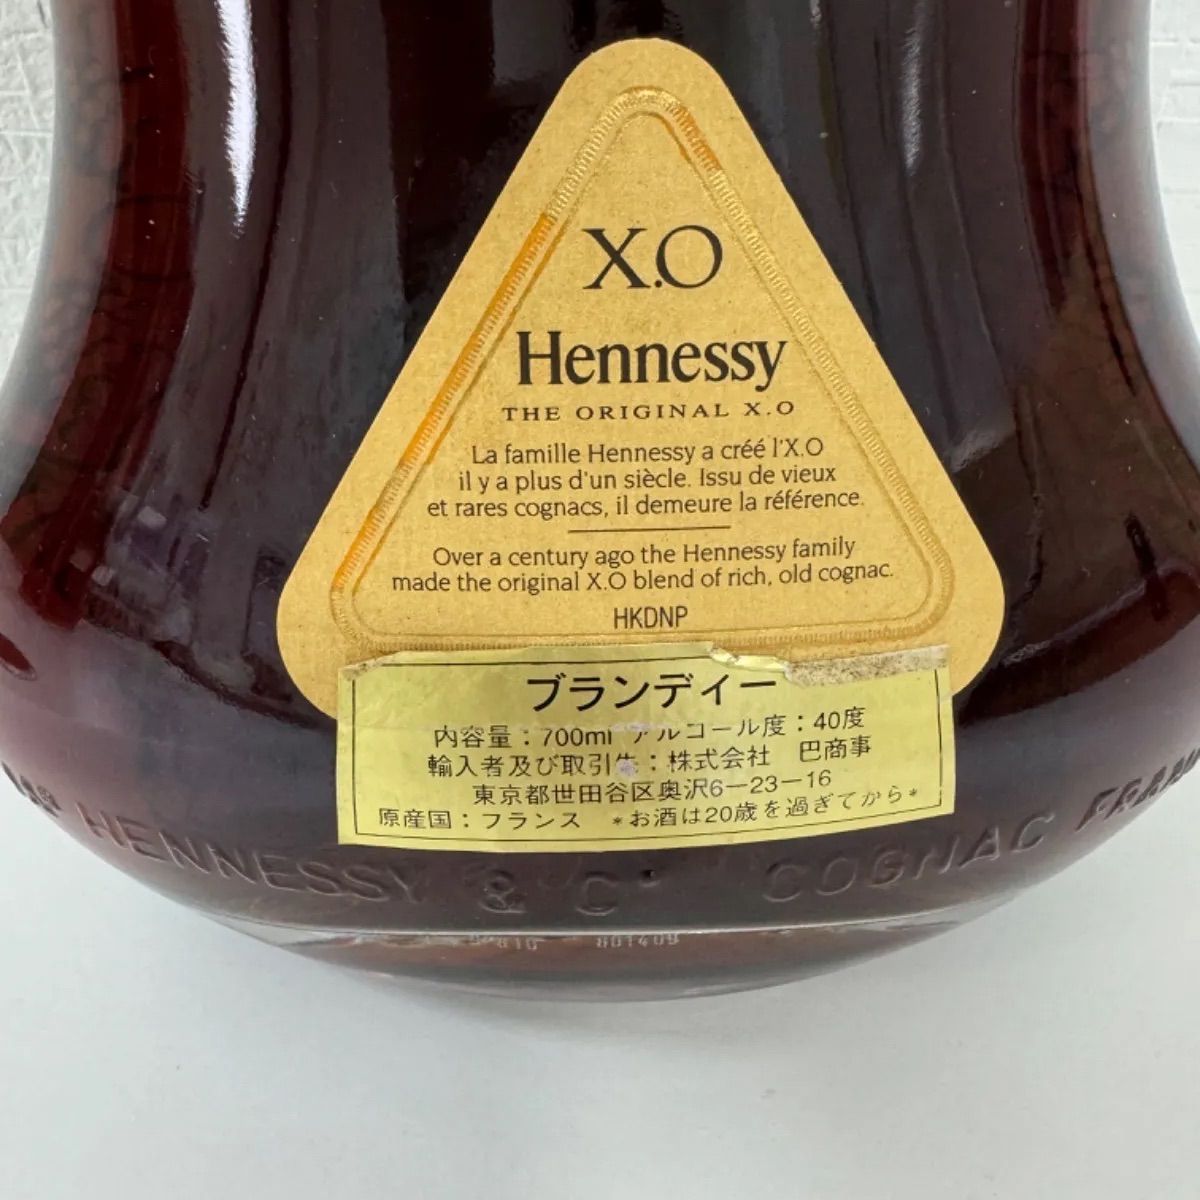 X.O
Hennessy
THE ORIGINAL X.O
La famille Hennessy a créé l'X.O
il y a plus d'un siècle. Issu de vieux
et rares cognacs, il demeure la référence.
Over a century ago the Hennessy family
made the original X.O blend of rich, old cognac.
HKDNP
ブランディー
内容量：700ml アルコール度：40度
輸入者及び取引先：株式会社 巴商事
東京都世田谷区奥沢6－23－16
原産国：フランス *お酒は20歳を過ぎてから*
HENNESSY & Cº COGNAC FRAN